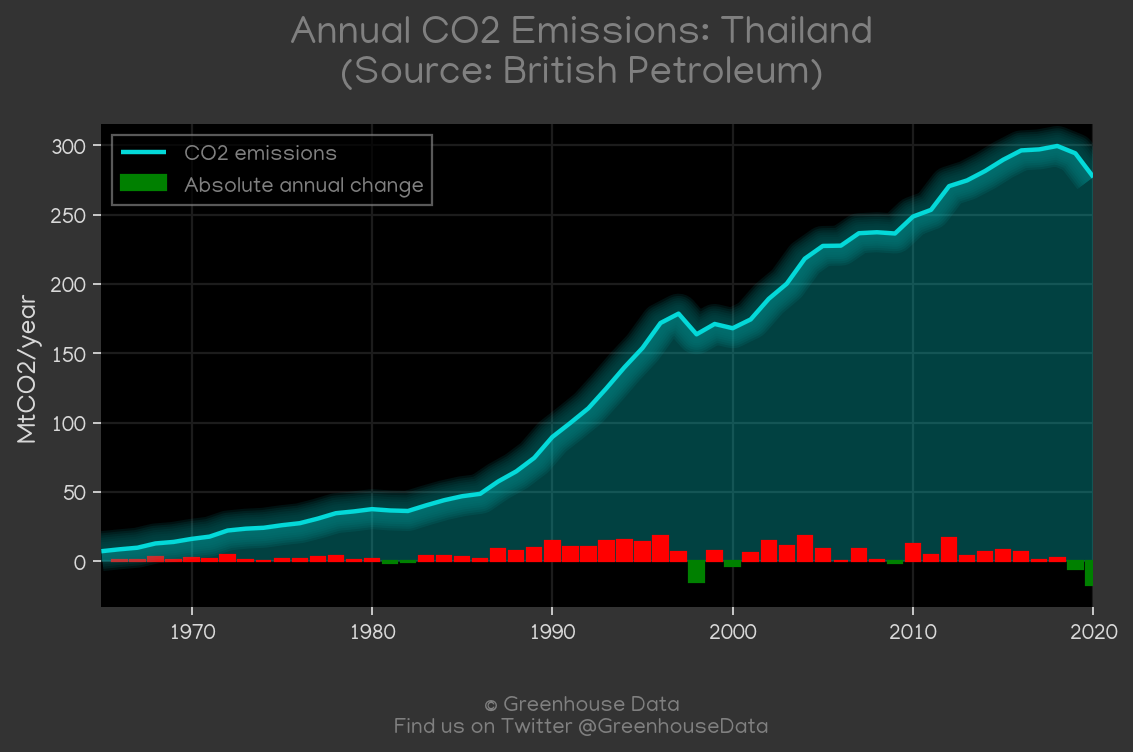 Annual CO2 Emissions: Thailand
(Source: British Petroleum)
CO2 emissions
Absolute annual change
MtCO2/year
300
250
200
150
100
50
0
1970 1980 1990 2000 2010 2020
© Greenhouse Data
Find us on Twitter @GreenhouseData